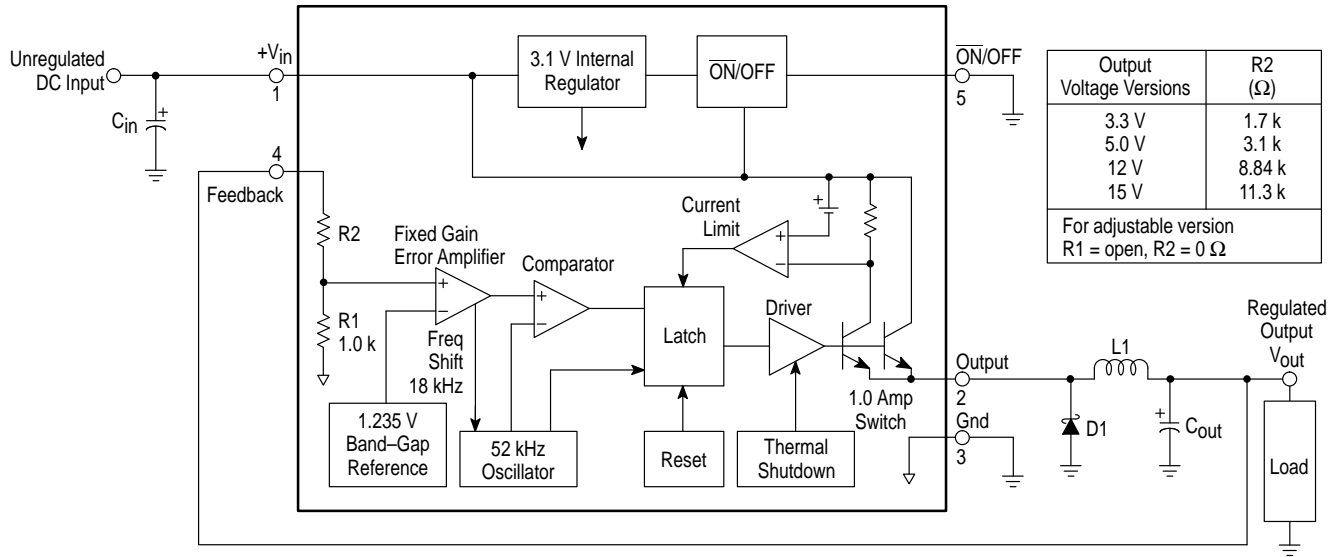 Unregulated
DC Input
Cin
+Vin
1
4
Feedback
3.1 V Internal
Regulator
ON/OFF
ON/OFF
5
Current
Limit
+
+
–
R2
R1
1.0 k
Fixed Gain
Error Amplifier
+
–
Comparator
+
–
Freq
Shift
18 kHz
Latch
Driver
1.0 Amp
Switch
1.235 V
Band–Gap
Reference
52 kHz
Oscillator
Reset
Thermal
Shutdown
Output
2
Gnd
3
L1
D1
+
Cout
Regulated
Output
Vout
Load
+
Output
Voltage Versions
R2
(Ω)
3.3 V 1.7 k
5.0 V 3.1 k
12 V 8.84 k
15 V 11.3 k
For adjustable version
R1 = open, R2 = 0 Ω